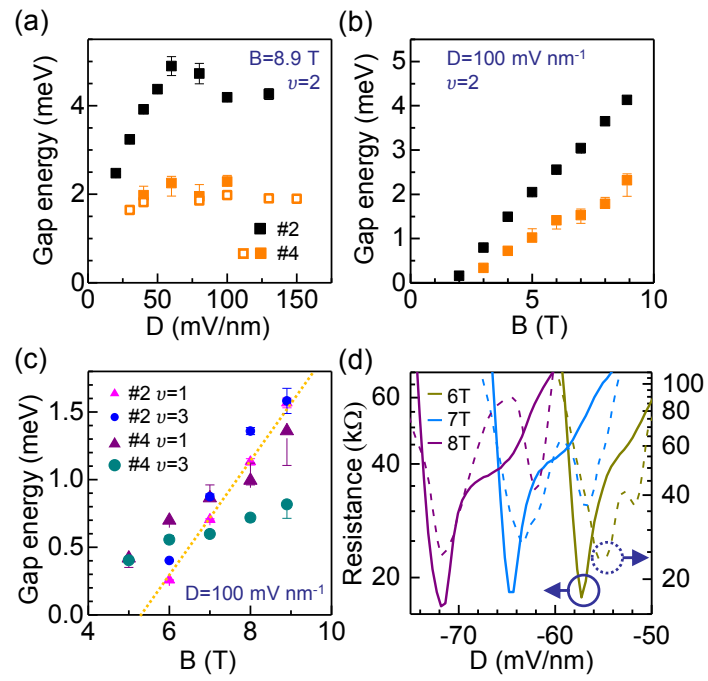 (a)
B=8.9 T
υ=2
Gap energy (meV)
4
2
0
0 50 100 150
D (mV/nm)
#2
#4
(b)
D=100 mV nm⁻¹
υ=2
Gap energy (meV)
5
4
3
2
1
0
0 5 10
B (T)
(c)
#2 υ=1
#2 υ=3
#4 υ=1
#4 υ=3
Gap energy (meV)
1.5
1.0
0.5
0.0
4 6 8 10
B (T)
D=100 mV nm⁻¹
(d)
6T
7T
8T
Resistance (kΩ)
60
40
20
100
80
60
40
20
-70 -60 -50
D (mV/nm)